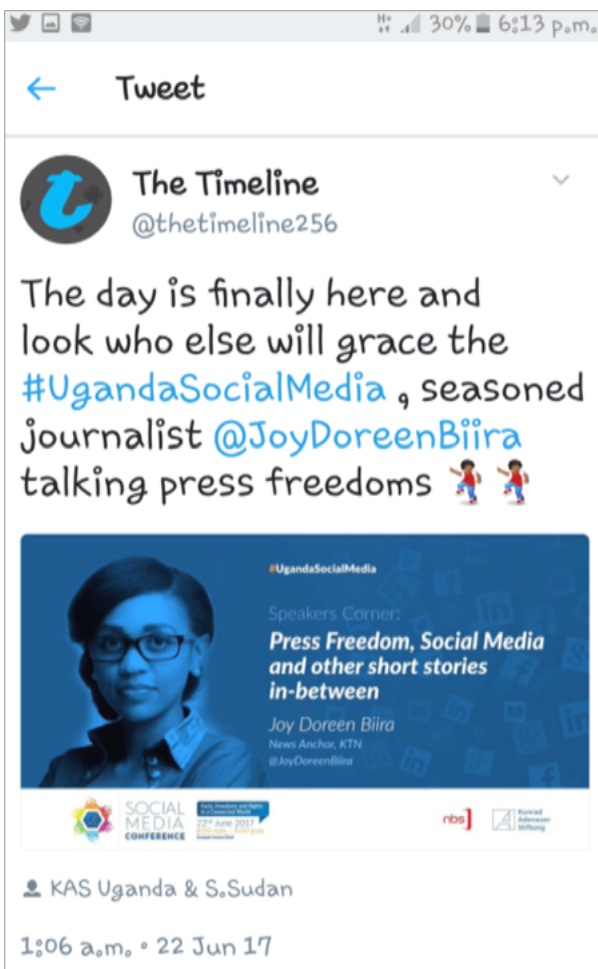 30% 6:13 p.m.
Tweet
The Timeline
@thetimeline256
The day is finally here and
look who else will grace the
#UgandaSocialMedia , seasoned
journalist @JoyDoreenBiira
talking press freedoms 💃🏾💃🏾
#UgandaSocialMedia
Speakers Corner:
Press Freedom, Social Media
and other short stories
in-between
Joy Doreen Biira
News Anchor, KTN
@JoyDoreenBiira
SOCIAL
MEDIA
CONFERENCE
22nd June 2017
nbs
Konrad
Adenauer
Stiftung
KAS Uganda & S.Sudan
1:06 a.m. • 22 Jun 17